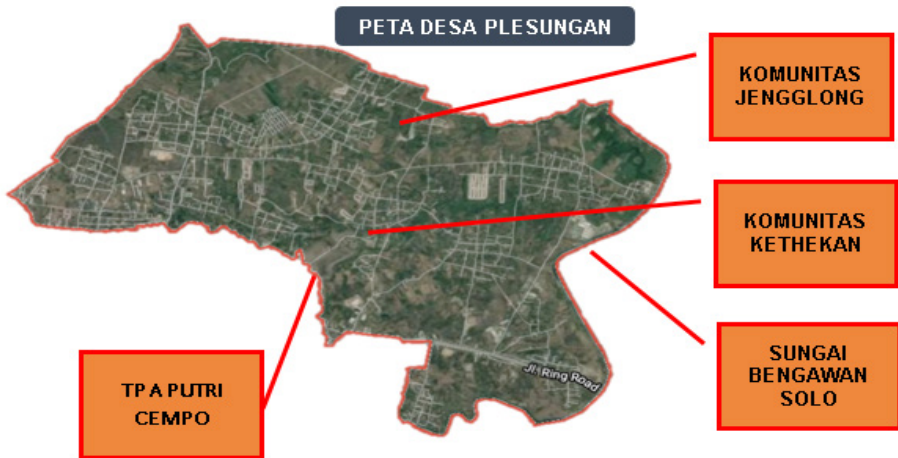 PETA DESA PLESUNGAN
KOMUNITAS
JENGGLONG
KOMUNITAS
KETHEKAN
SUNGAI
BENGAWAN
SOLO
TPA PUTRI
CEMPO
Jl. Ring Road